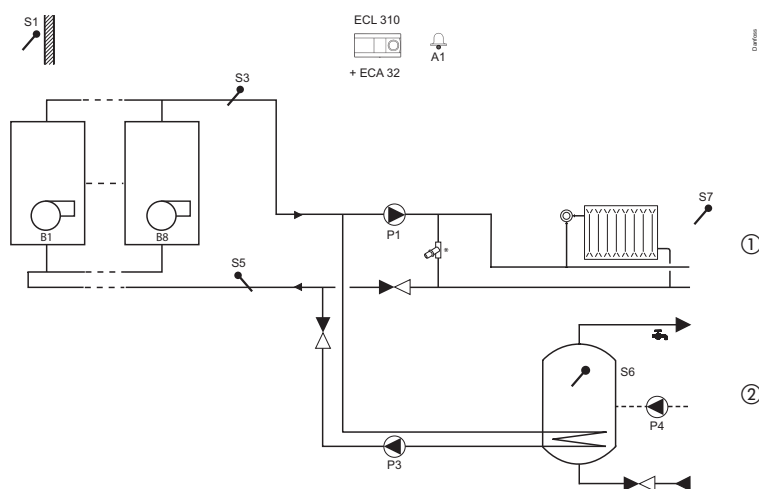 S1
ECL 310
A1
+ ECA 32
Danfoss
S3
B1
B8
P1
S7
1
S5
S6
2
P4
P3